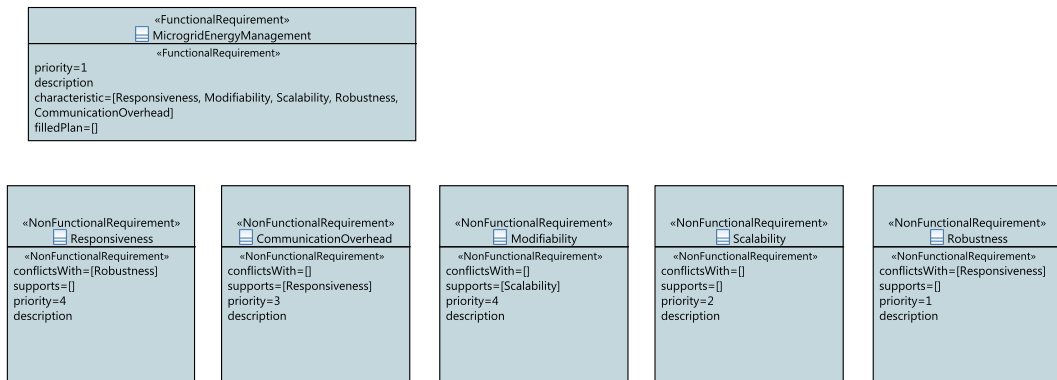 «FunctionalRequirement»
MicrogridEnergyManagement
«FunctionalRequirement»
priority=1
description
characteristic=[Responsiveness, Modifiability, Scalability, Robustness,
CommunicationOverhead]
filledPlan=[]
«NonFunctionalRequirement»
Responsiveness
«NonFunctionalRequirement»
conflictsWith=[Robustness]
supports=[]
priority=4
description
«NonFunctionalRequirement»
CommunicationOverhead
«NonFunctionalRequirement»
conflictsWith=[]
supports=[Responsiveness]
priority=3
description
«NonFunctionalRequirement»
Modifiability
«NonFunctionalRequirement»
conflictsWith=[]
supports=[Scalability]
priority=4
description
«NonFunctionalRequirement»
Scalability
«NonFunctionalRequirement»
conflictsWith=[]
supports=[]
priority=2
description
«NonFunctionalRequirement»
Robustness
«NonFunctionalRequirement»
conflictsWith=[Responsiveness]
supports=[]
priority=1
description